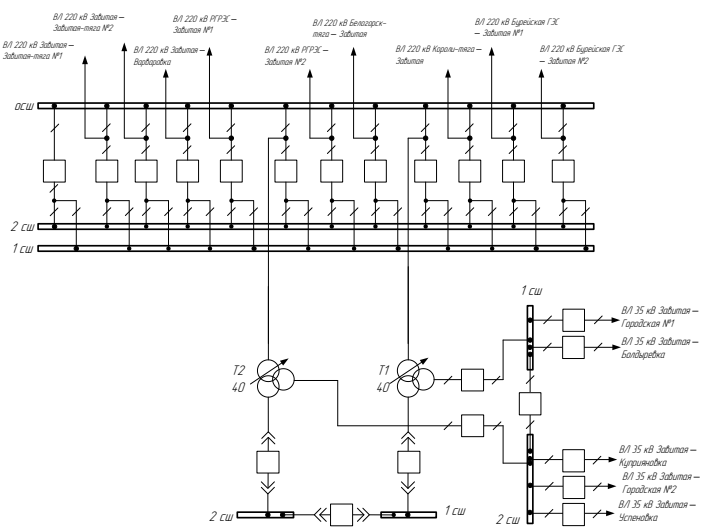 ВЛ 220 кВ Завитая –
Завитая-тяга №2
ВЛ 220 кВ РГРЭС –
Завитая №1
ВЛ 220 кВ Белогорск-
тяга – Завитая
ВЛ 220 кВ Бурейская ГЭС
– Завитая №1
ВЛ 220 кВ Завитая –
Завитая-тяга №1
ВЛ 220 кВ Завитая –
Варваровка
ВЛ 220 кВ РГРЭС –
Завитая №2
ВЛ 220 кВ Короли-тяга –
Завитая
ВЛ 220 кВ Бурейская ГЭС
– Завитая №2
осш
2 сш
1 сш
1 сш
ВЛ 35 кВ Завитая –
Городская №1
ВЛ 35 кВ Завитая –
Болдыревка
Т2
40
Т1
40
ВЛ 35 кВ Завитая –
Куприяновка
ВЛ 35 кВ Завитая –
Городская №2
ВЛ 35 кВ Завитая –
Успеновка
2 сш
1 сш
2 сш